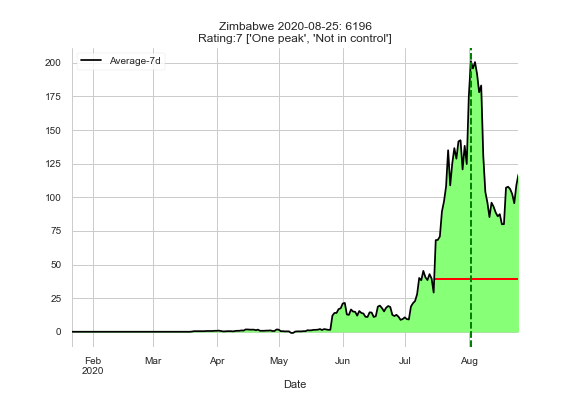 Zimbabwe 2020-08-25: 6196
Rating:7 ['One peak', 'Not in control']
Average-7d
200
175
150
125
100
75
50
25
0
Feb
2020
Mar
Apr
May
Jun
Jul
Aug
Date